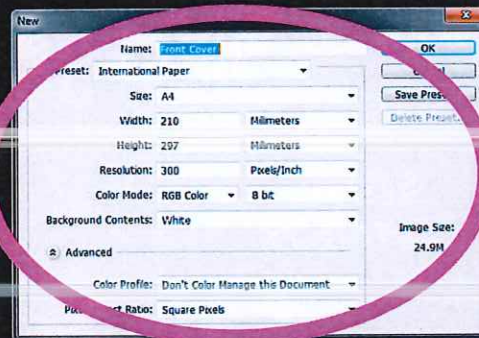 New
Name: Front Cover
OK
Preset: International Paper
Size: A4
Save Preset...
Width: 210 Milimeters
Delete Preset...
Height: 297 Milimeters
Resolution: 300 Pixels/Inch
Color Mode: RGB Color 8 bit
Background Contents: White
Image Size:
24.9M
Advanced
Color Profile: Don't Color Manage this Document
Ratio: Square Pixels